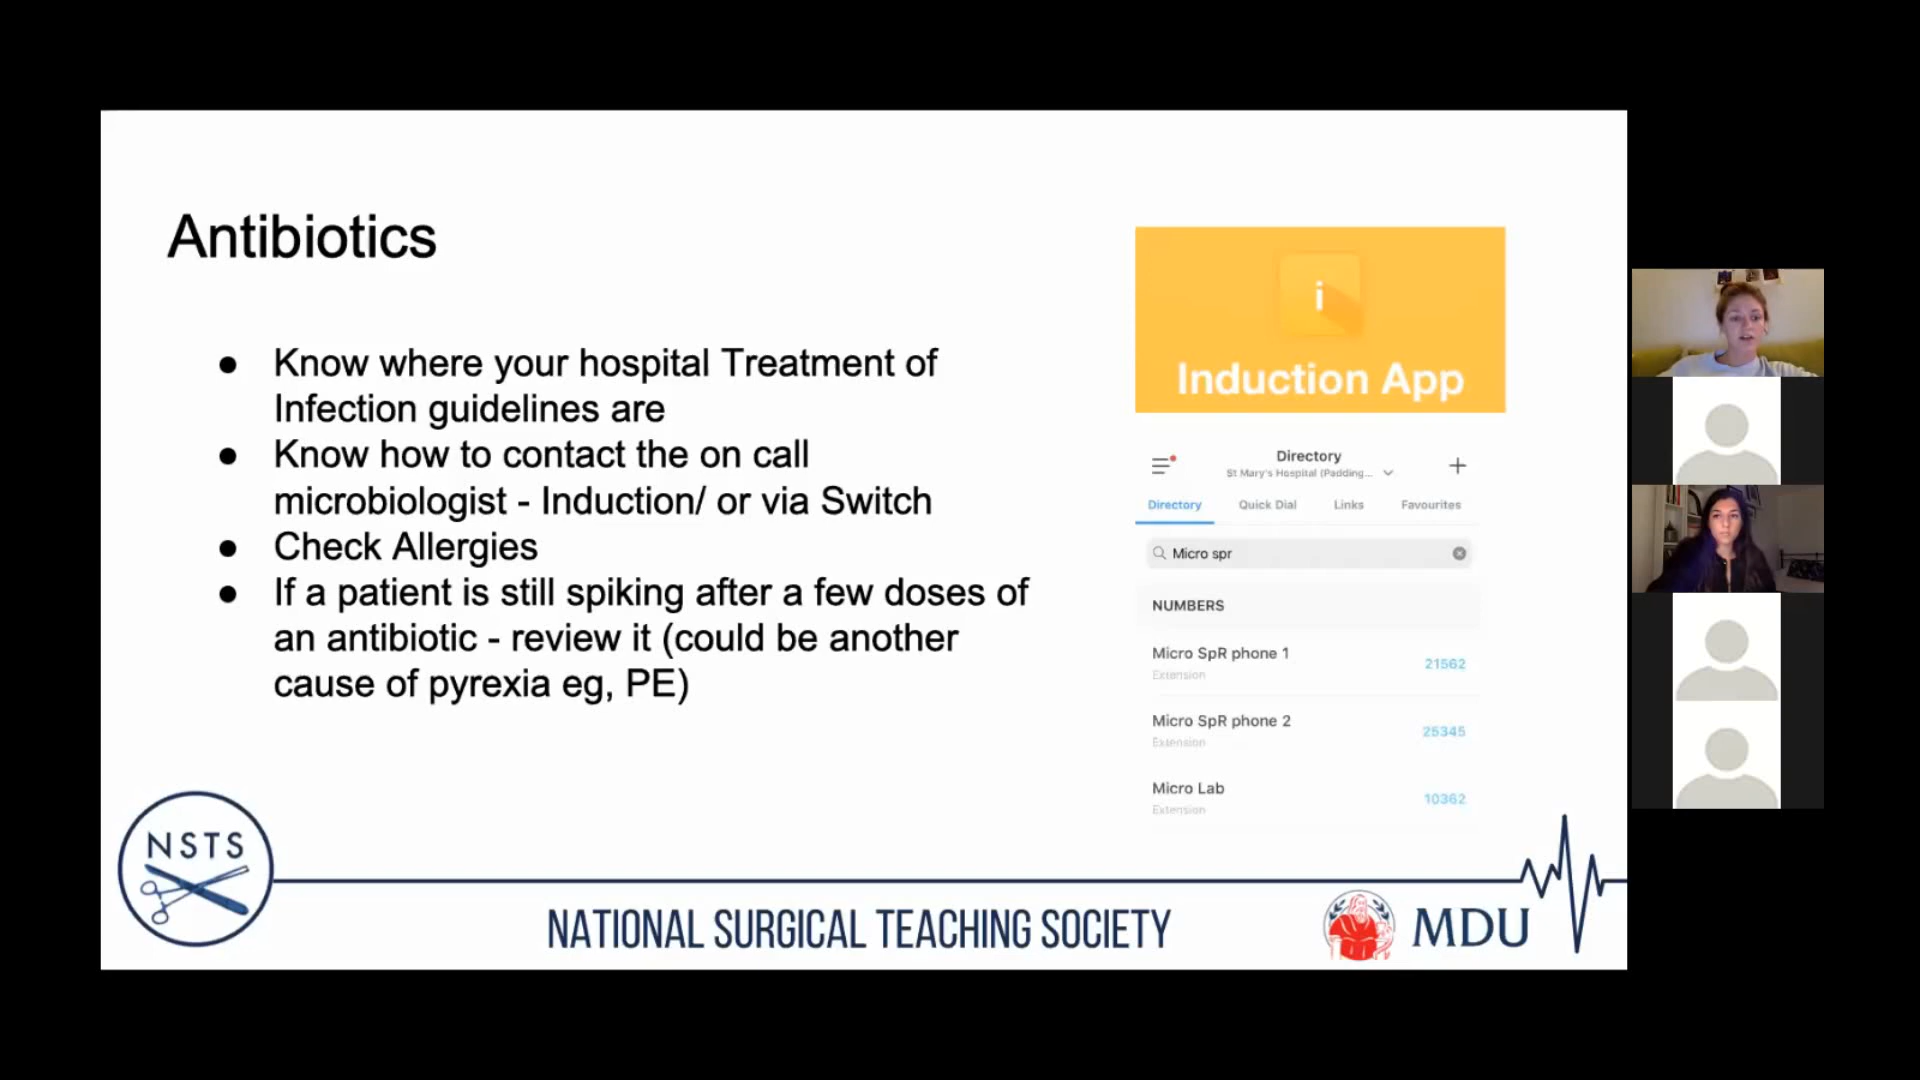 Antibiotics
● Know where your hospital Treatment of
Infection guidelines are
● Know how to contact the on call
microbiologist - Induction/ or via Switch
● Check Allergies
● If a patient is still spiking after a few doses of
an antibiotic - review it (could be another
cause of pyrexia eg, PE)
i
Induction App
Directory
St Mary's Hospital (Padding...
Directory Quick Dial Links Favourites
Micro spr
NUMBERS
Micro SpR phone 1
Extension
21562
Micro SpR phone 2
Extension
25345
Micro Lab
Extension
10362
NSTS
NATIONAL SURGICAL TEACHING SOCIETY
MDU